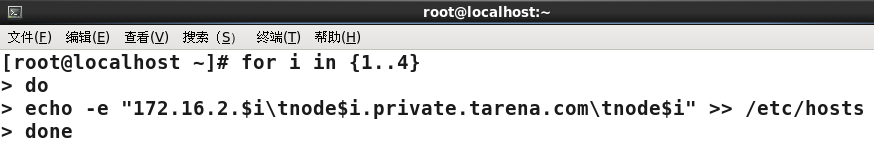 root@localhost:~
文件(F) 编辑(E) 查看(V) 搜索（S） 终端(T) 帮助(H)
[root@localhost ~]# for i in {1..4}
> do
> echo -e "172.16.2.$i\tnode$i.private.tarena.com\tnode$i" >> /etc/hosts
> done